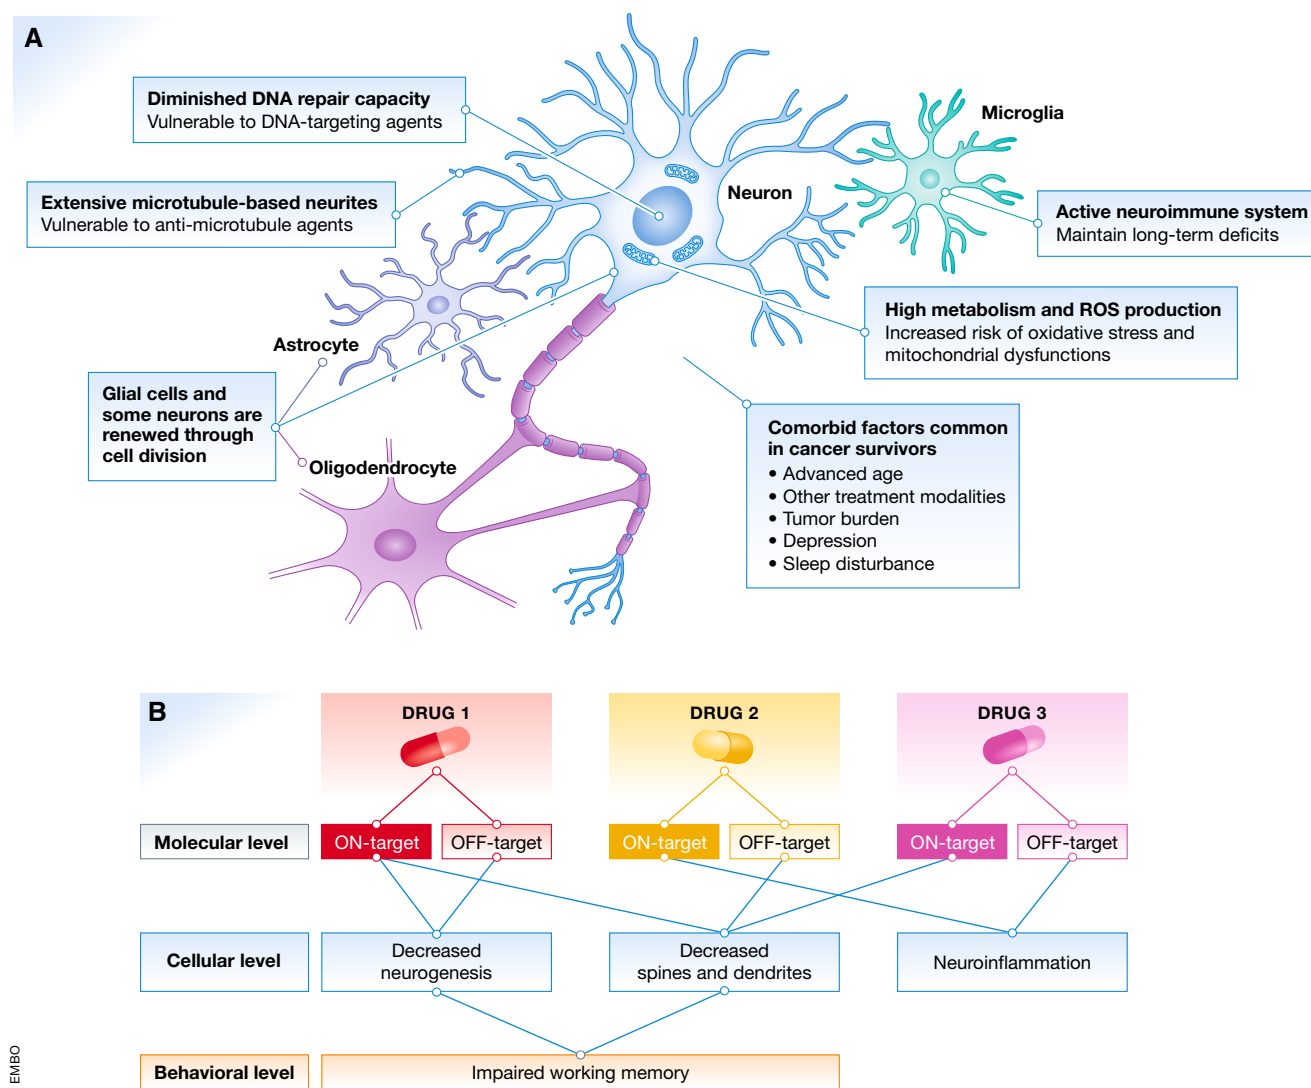 A
Diminished DNA repair capacity
Vulnerable to DNA-targeting agents
Microglia
Extensive microtubule-based neurites
Vulnerable to anti-microtubule agents
Neuron
Active neuroimmune system
Maintain long-term deficits
High metabolism and ROS production
Increased risk of oxidative stress and
mitochondrial dysfunctions
Astrocyte
Glial cells and
some neurons are
renewed through
cell division
Oligodendrocyte
Comorbid factors common
in cancer survivors
• Advanced age
• Other treatment modalities
• Tumor burden
• Depression
• Sleep disturbance
B
DRUG 1
DRUG 2
DRUG 3
Molecular level
ON-target
OFF-target
ON-target
OFF-target
ON-target
OFF-target
Cellular level
Decreased
neurogenesis
Decreased
spines and dendrites
Neuroinflammation
Behavioral level
Impaired working memory
EMBO